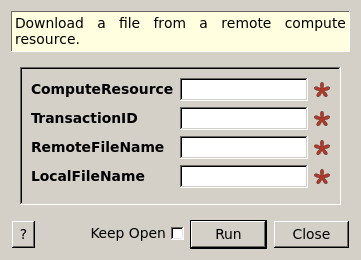 Download a file from a remote compute
resource.
ComputeResource
TransactionID
RemoteFileName
LocalFileName
? Keep Open Run Close